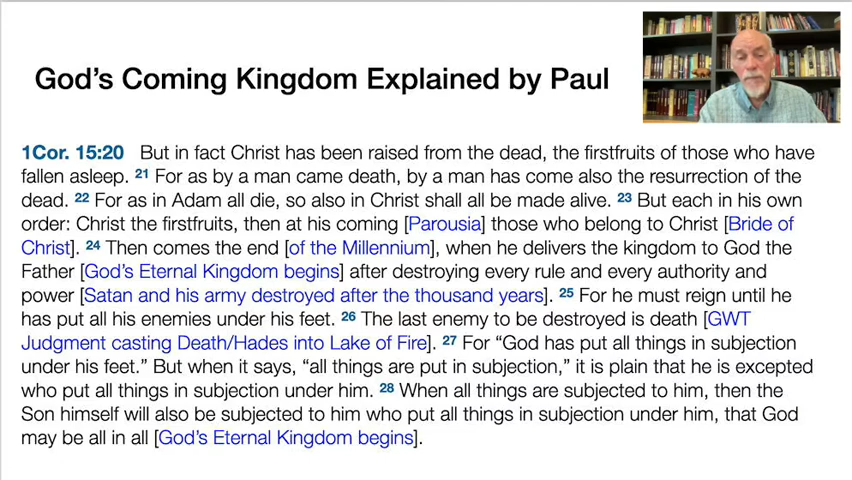 God's Coming Kingdom Explained by Paul
1Cor. 15:20 But in fact Christ has been raised from the dead, the firstfruits of those who have
fallen asleep. 21 For as by a man came death, by a man has come also the resurrection of the
dead. 22 For as in Adam all die, so also in Christ shall all be made alive. 23 But each in his own
order: Christ the firstfruits, then at his coming [Parousia] those who belong to Christ [Bride of
Christ]. 24 Then comes the end [of the Millennium], when he delivers the kingdom to God the
Father [God's Eternal Kingdom begins] after destroying every rule and every authority and
power [Satan and his army destroyed after the thousand years]. 25 For he must reign until he
has put all his enemies under his feet. 26 The last enemy to be destroyed is death [GWT
Judgment casting Death/Hades into Lake of Fire]. 27 For “God has put all things in subjection
under his feet.” But when it says, “all things are put in subjection,” it is plain that he is excepted
who put all things in subjection under him. 28 When all things are subjected to him, then the
Son himself will also be subjected to him who put all things in subjection under him, that God
may be all in all [God's Eternal Kingdom begins].